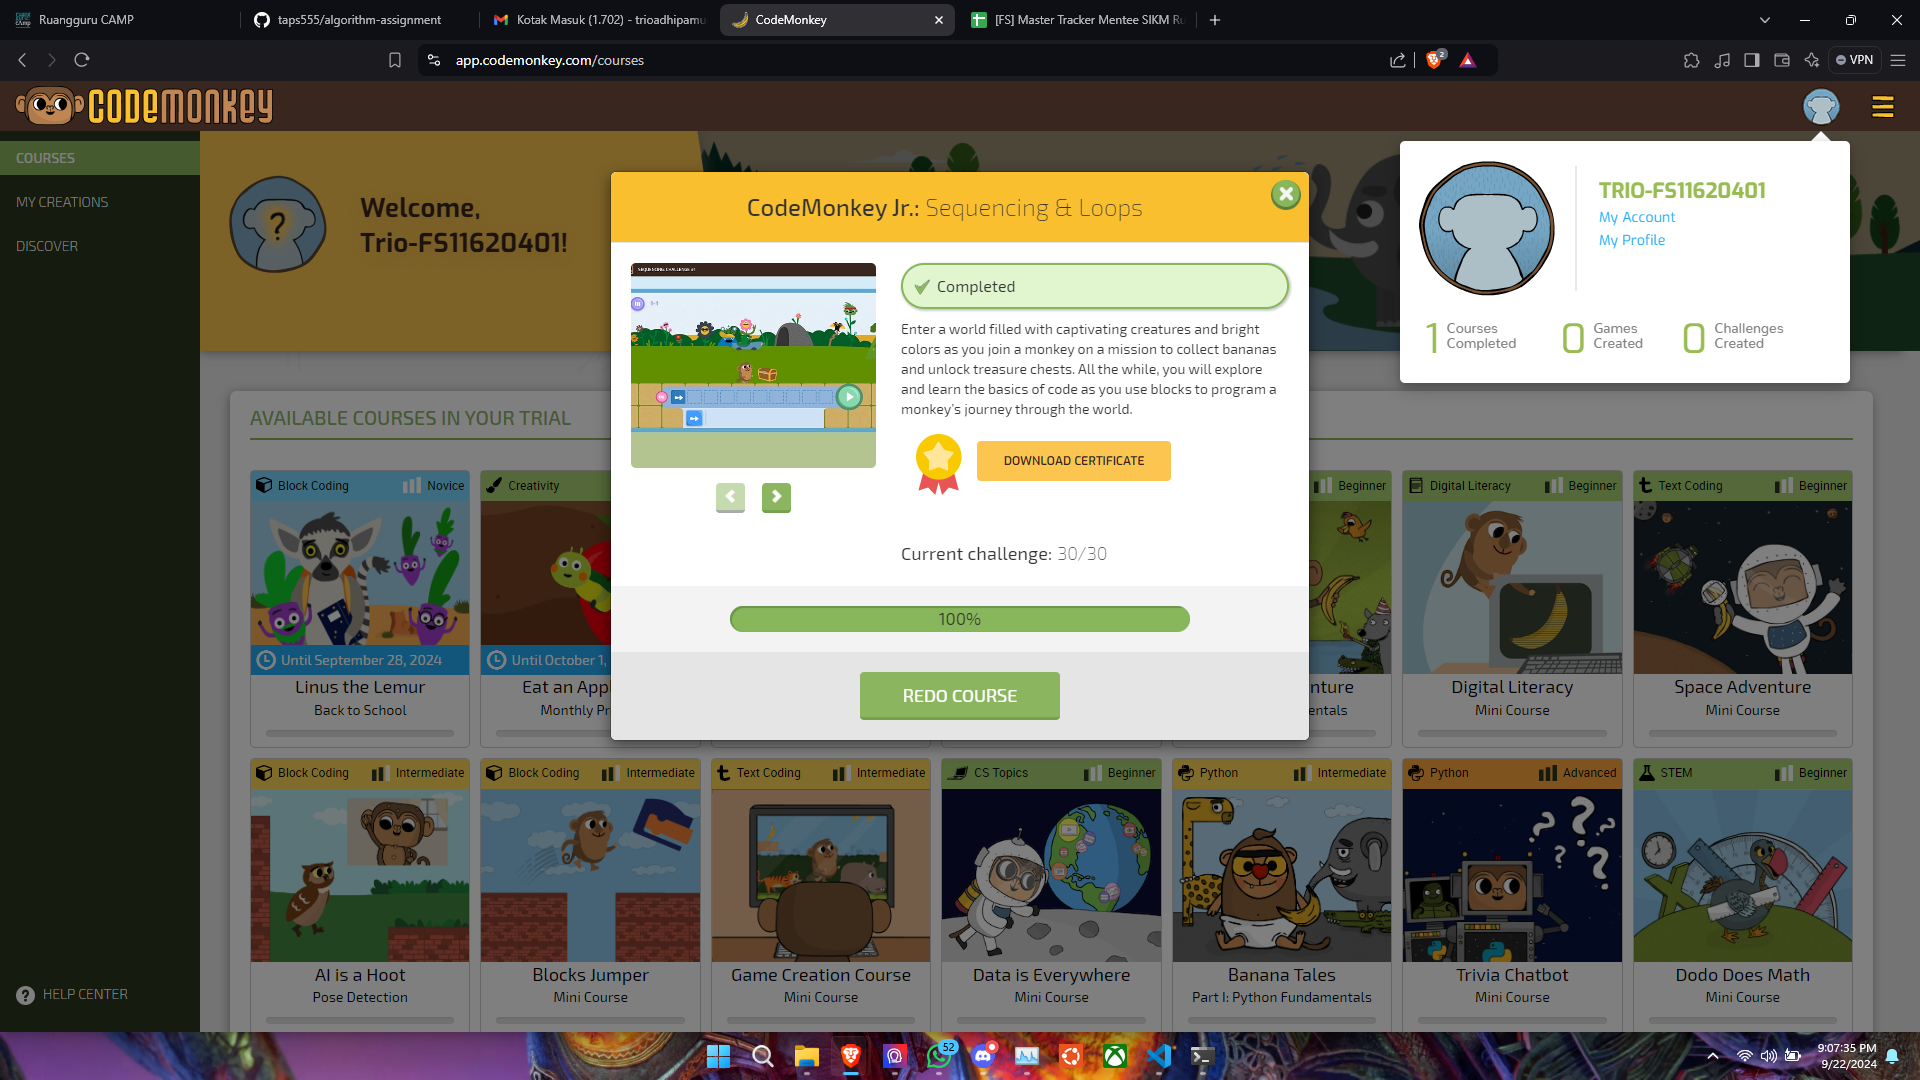 Ruangguru CAMP
taps555/algorithm-assignment
Kotak Masuk (1.702) - trioadhipamu
CodeMonkey
[FS] Master Tracker Mentee SIKM Ru
app.codemonkey.com/courses
2
VPN
CODEMONKEY
COURSES
MY CREATIONS
DISCOVER
HELP CENTER
?
Welcome,
Trio-FS11620401!
TRIO-FS11620401
My Account
My Profile
1 Courses Completed
0 Games Created
0 Challenges Created
CodeMonkey Jr.: Sequencing & Loops
Completed
Enter a world filled with captivating creatures and bright
colors as you join a monkey on a mission to collect bananas
and unlock treasure chests. All the while, you will explore
and learn the basics of code as you use blocks to program a
monkey's journey through the world.
DOWNLOAD CERTIFICATE
Current challenge: 30/30
100%
REDO COURSE
AVAILABLE COURSES IN YOUR TRIAL
Block Coding Novice
Until September 28, 2024
Linus the Lemur
Back to School
Creativity
Until October 1,
Eat an Appl
Monthly Pr
Beginner
nture
entals
Digital Literacy Beginner
Digital Literacy
Mini Course
Text Coding Beginner
Space Adventure
Mini Course
Block Coding Intermediate
AI is a Hoot
Pose Detection
Block Coding Intermediate
Blocks Jumper
Mini Course
Text Coding Intermediate
Game Creation Course
Mini Course
CS Topics Beginner
Data is Everywhere
Mini Course
Python Intermediate
Banana Tales
Part I: Python Fundamentals
Python Advanced
Trivia Chatbot
Mini Course
STEM Beginner
Dodo Does Math
Mini Course
52
9:07:35 PM
9/22/2024